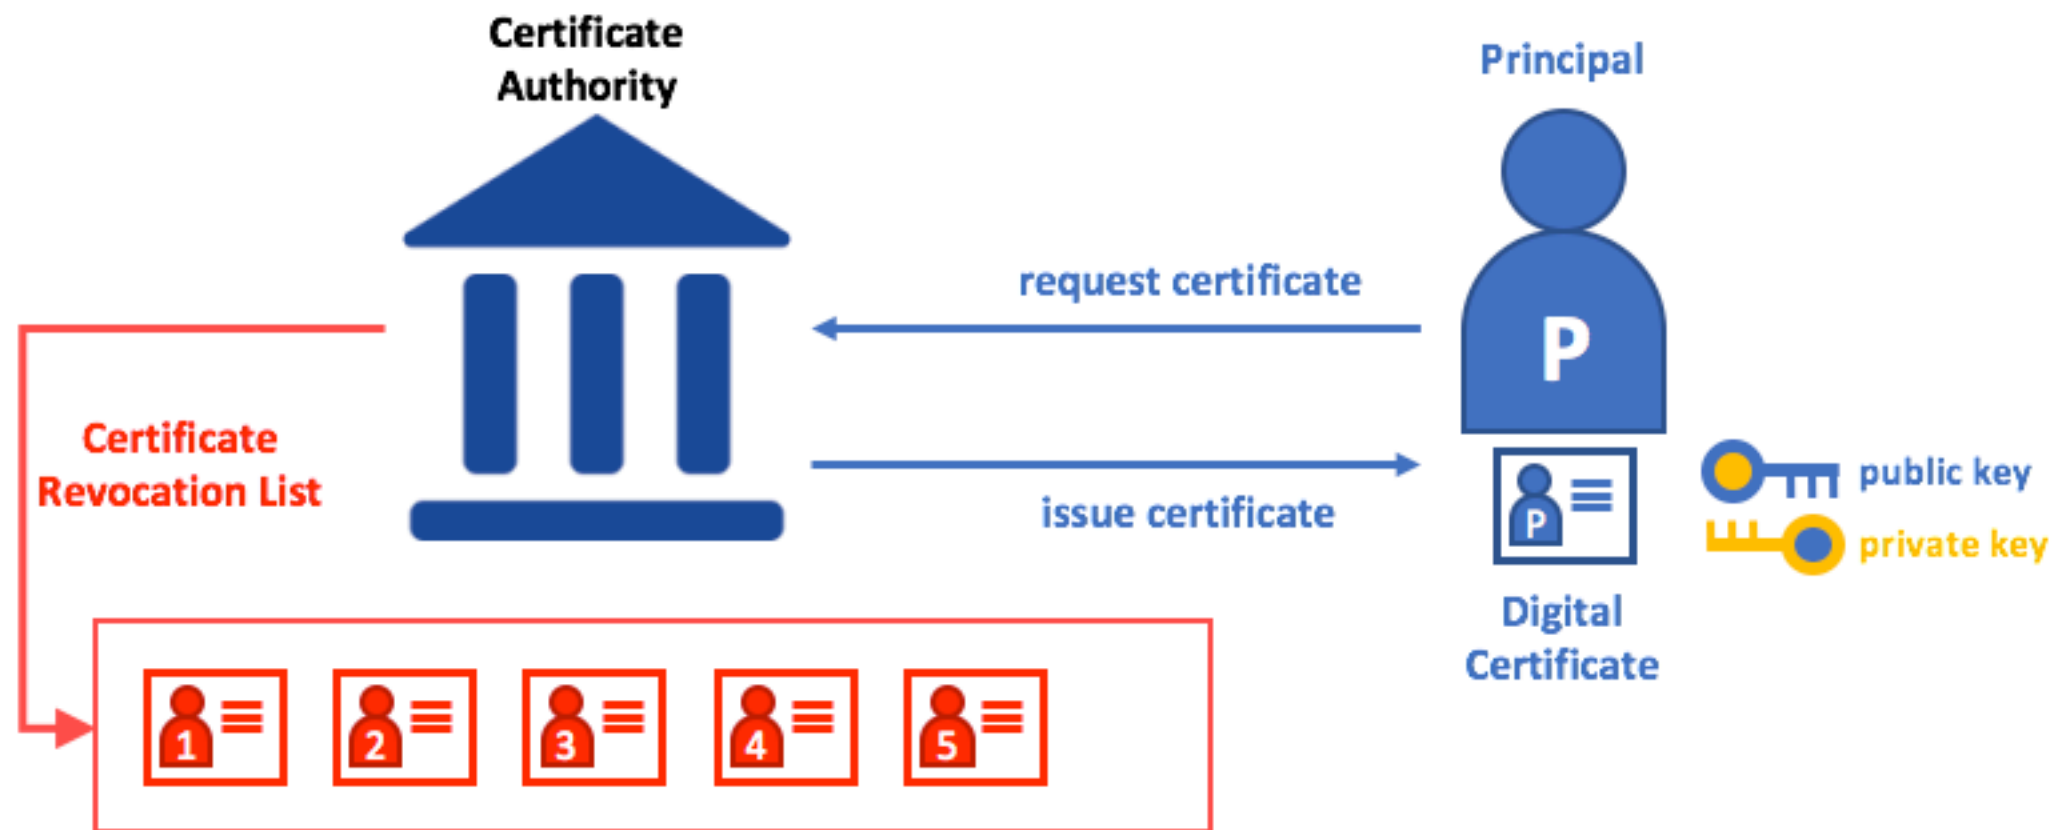 Certificate
Authority
Principal
request certificate
P
Certificate
Revocation List
issue certificate
P
public key
private key
Digital
Certificate
1
2
3
4
5